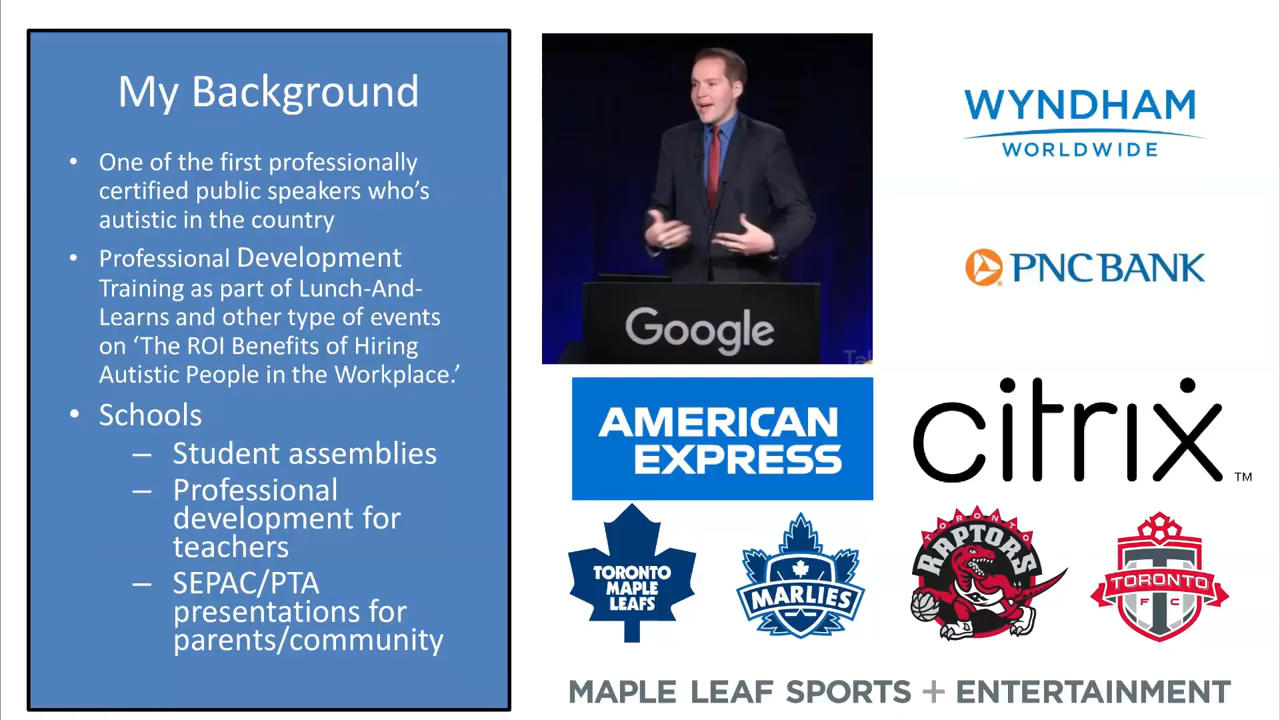 My Background
• One of the first professionally
certified public speakers who’s
autistic in the country
• Professional Development
Training as part of Lunch-And-
Learns and other type of events
on ‘The ROI Benefits of Hiring
Autistic People in the Workplace.’
• Schools
– Student assemblies
– Professional
development for
teachers
– SEPAC/PTA
presentations for
parents/community
Google
WYNDHAM
WORLDWIDE
PNC BANK
AMERICAN
EXPRESS
citrix
TM
TORONTO
MAPLE
LEAFS
MARLIES
TORONTO
RAPTORS
TORONTO
F C
MAPLE LEAF SPORTS + ENTERTAINMENT